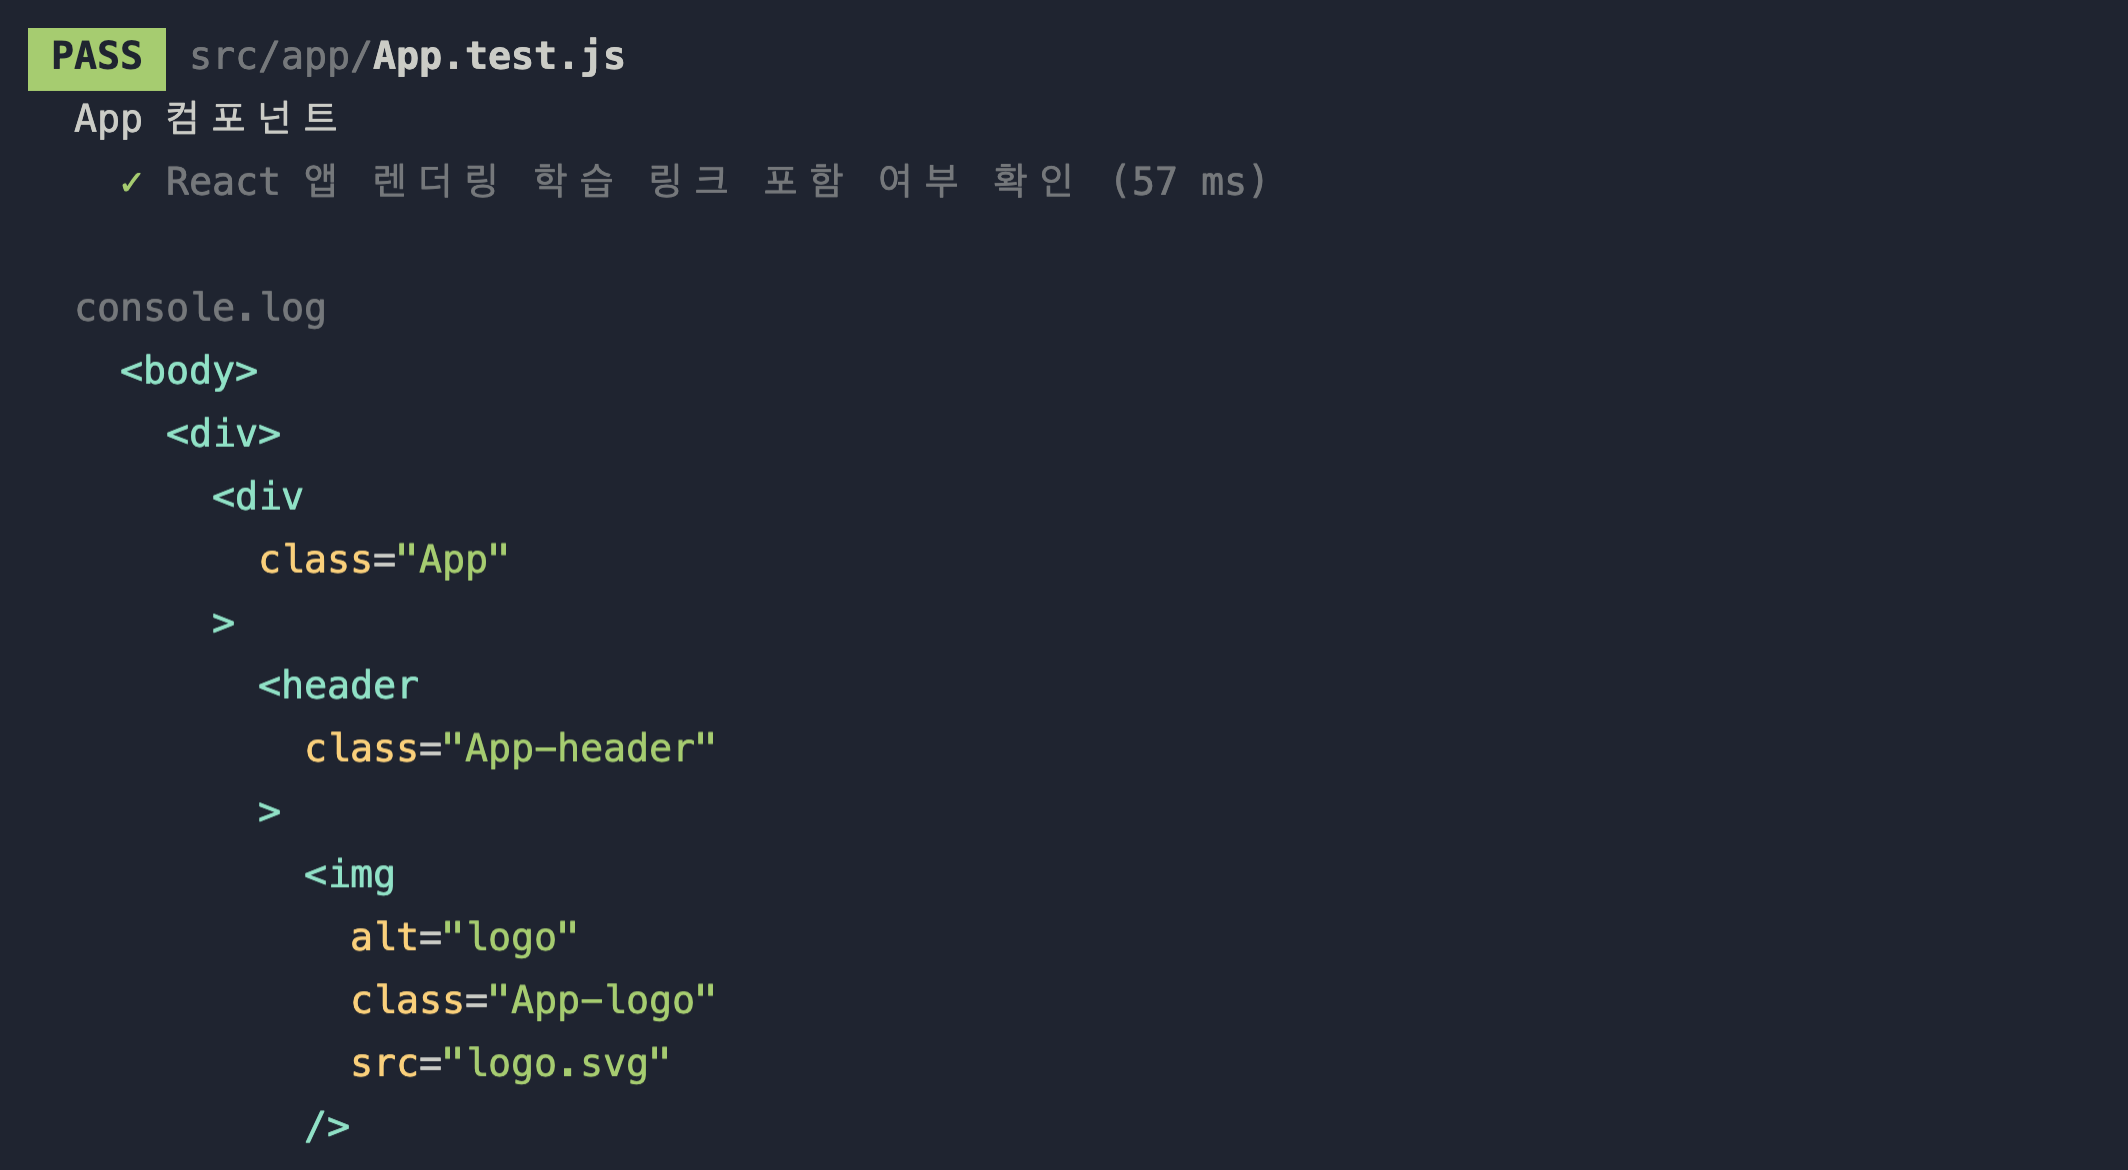 PASS src/app/App.test.js
App 컴포넌트
✓ React 앱 렌더링 학습 링크 포함 여부 확인 (57 ms)
console.log
<body>
<div>
<div
class="App"
>
<header
class="App-header"
>
<img
alt="logo"
class="App-logo"
src="logo.svg"
/>